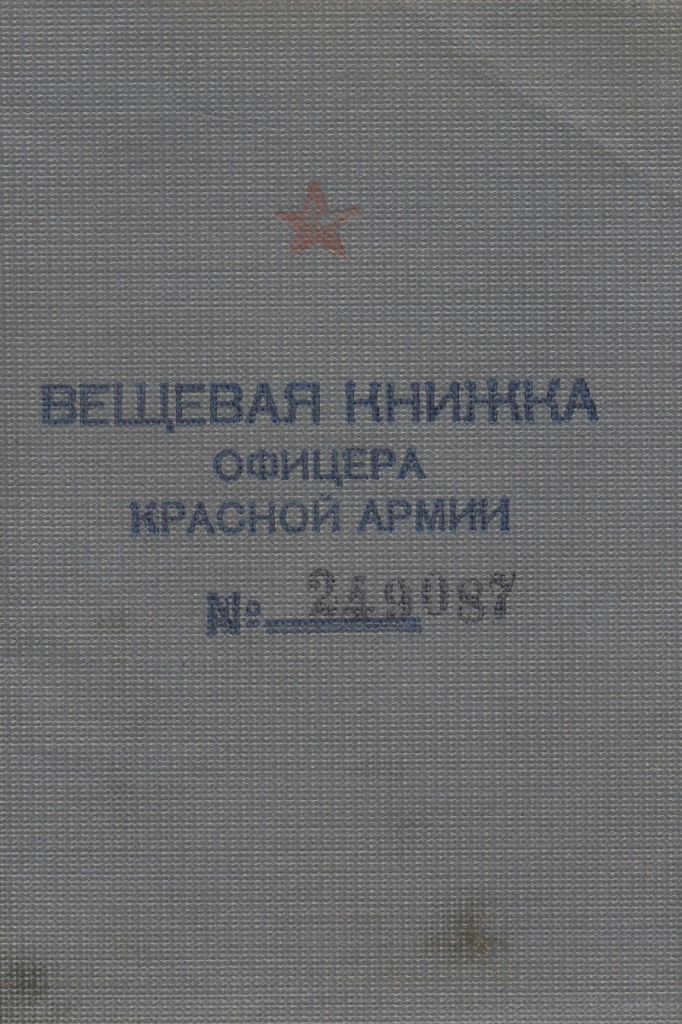 ВЕЩЕВАЯ КНИЖКА
ОФИЦЕРА
КРАСНОЙ АРМИИ
№ 249087